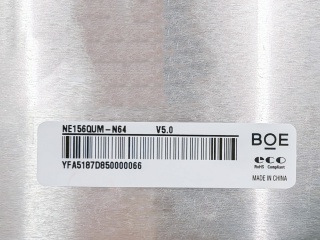 NE156QUM-N64 V5.0
YFA5187D850000066
BOE
eco
RoHS Compliant
MADE IN CHINA